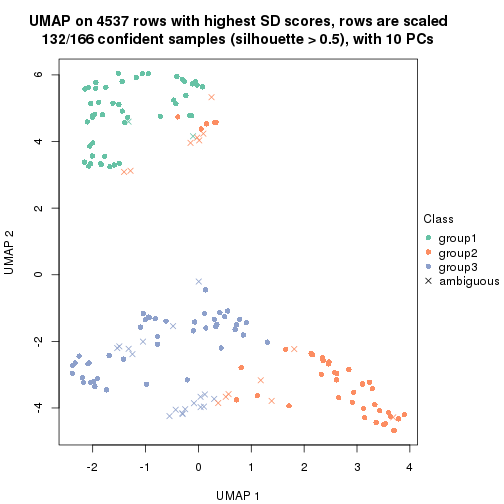 UMAP on 4537 rows with highest SD scores, rows are scaled
132/166 confident samples (silhouette > 0.5), with 10 PCs
6
4
2
0
-2
-4
UMAP 2
-2
-1
0
1
2
3
4
UMAP 1
Class
group1
group2
group3
ambiguous